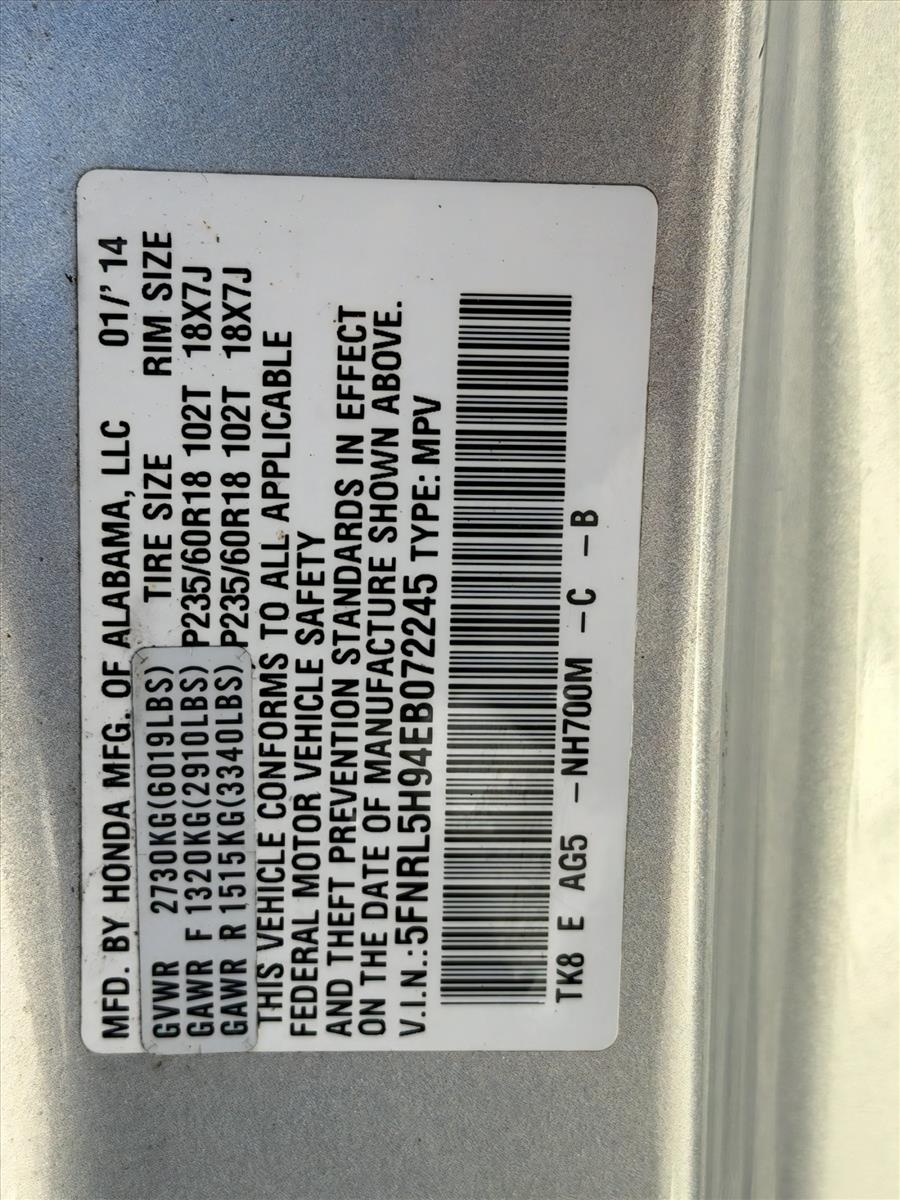 MFD. BY HONDA MFG. OF ALABAMA, LLC 01/' 14
TIRE SIZE RIM SIZE
GVWR 2730KG(6019LBS)
GAWR F 1320KG(2910LBS) P235/60R18 102T 18X7J
GAWR R 1515KG(3340LBS) P235/60R18 102T 18X7J
THIS VEHICLE CONFORMS TO ALL APPLICABLE
FEDERAL MOTOR VEHICLE SAFETY
AND THEFT PREVENTION STANDARDS IN EFFECT
ON THE DATE OF MANUFACTURE SHOWN ABOVE.
V.I.N.:5FNRL5H94EB072245 TYPE: MPV
TK8 E AG5 -NH700M -C -B